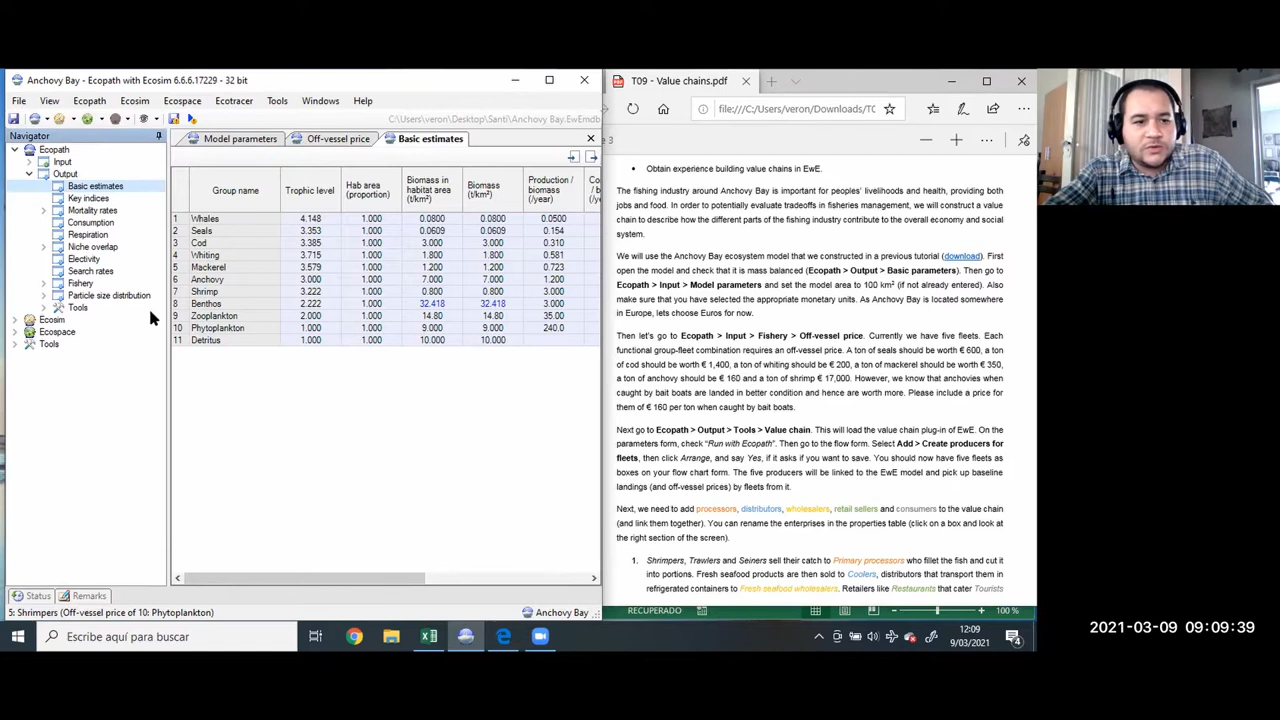 Anchovy Bay - Ecopath with Ecosim 6.6.6.17229 - 32 bit
File View Ecopath Ecosim Ecospace Ecotracer Tools Windows Help
C:\Users\veron\Desktop\Santi\Anchovy Bay.EwEmdb
Navigator
Ecopath
Input
Output
Basic estimates
Key indices
Mortality rates
Consumption
Respiration
Niche overlap
Electivity
Search rates
Fishery
Particle size distribution
Tools
Ecosim
Ecospace
Tools
Model parameters Off-vessel price Basic estimates
Group name Trophic level Hab area (proportion) Biomass in habitat area (t/km²) Biomass (t/km²) Production / biomass (/year)
1 Whales 4.148 1.000 0.0800 0.0800 0.0500
2 Seals 3.353 1.000 0.0609 0.0609 0.154
3 Cod 3.385 1.000 3.000 3.000 0.310
4 Whiting 3.715 1.000 1.800 1.800 0.581
5 Mackerel 3.579 1.000 1.200 1.200 0.723
6 Anchovy 3.000 1.000 7.000 7.000 1.200
7 Shrimp 3.222 1.000 0.800 0.800 3.000
8 Benthos 2.222 1.000 32.418 32.418 3.000
9 Zooplankton 2.000 1.000 14.80 14.80 35.00
10 Phytoplankton 1.000 1.000 9.000 9.000 240.0
11 Detritus 1.000 1.000 10.000 10.000
Status Remarks
5: Shrimpers (Off-vessel price of 10: Phytoplankton) Anchovy Bay
T09 - Value chains.pdf
file:///C:/Users/veron/Downloads/T0
e 3
• Obtain experience building value chains in EwE.
The fishing industry around Anchovy Bay is important for peoples' livelihoods and health, providing both
jobs and food. In order to potentially evaluate tradeoffs in fisheries management, we will construct a value
chain to describe how the different parts of the fishing industry contribute to the overall economy and social
system.
We will use the Anchovy Bay ecosystem model that we constructed in a previous tutorial (download). First
open the model and check that it is mass balanced (Ecopath > Output > Basic parameters). Then go to
Ecopath > Input > Model parameters and set the model area to 100 km² (if not already entered). Also
make sure that you have selected the appropriate monetary units. As Anchovy Bay is located somewhere
in Europe, lets choose Euros for now.
Then let's go to Ecopath > Input > Fishery > Off-vessel price. Currently we have five fleets. Each
functional group-fleet combination requires an off-vessel price. A ton of seals should be worth € 600, a ton
of cod should be worth € 1,400, a ton of whiting should be € 200, a ton of mackerel should be worth € 350,
a ton of anchovy should be € 160 and a ton of shrimp € 17,000. However, we know that anchovies when
caught by bait boats are landed in better condition and hence are worth more. Please include a price for
them of € 160 per ton when caught by bait boats.
Next go to Ecopath > Output > Tools > Value chain. This will load the value chain plug-in of EwE. On the
parameters form, check "Run with Ecopath". Then go to the flow form. Select Add > Create producers for
fleets, then click Arrange, and say Yes, if it asks if you want to save. You should now have five fleets as
boxes on your flow chart form. The five producers will be linked to the EwE model and pick up baseline
landings (and off-vessel prices) by fleets from it.
Next, we need to add processors, distributors, wholesalers, retail sellers and consumers to the value chain
(and link them together). You can rename the enterprises in the properties table (click on a box and look at
the right section of the screen).
1. Shrimpers, Trawlers and Seiners sell their catch to Primary processors who fillet the fish and cut it
into portions. Fresh seafood products are then sold to Coolers, distributors that transport them in
refrigerated containers to Fresh seafood wholesalers. Retailers like Restaurants that cater Tourists
RECUPERADO 100 %
Escribe aquí para buscar
12:09
9/03/2021
4
2021-03-09 09:09:39